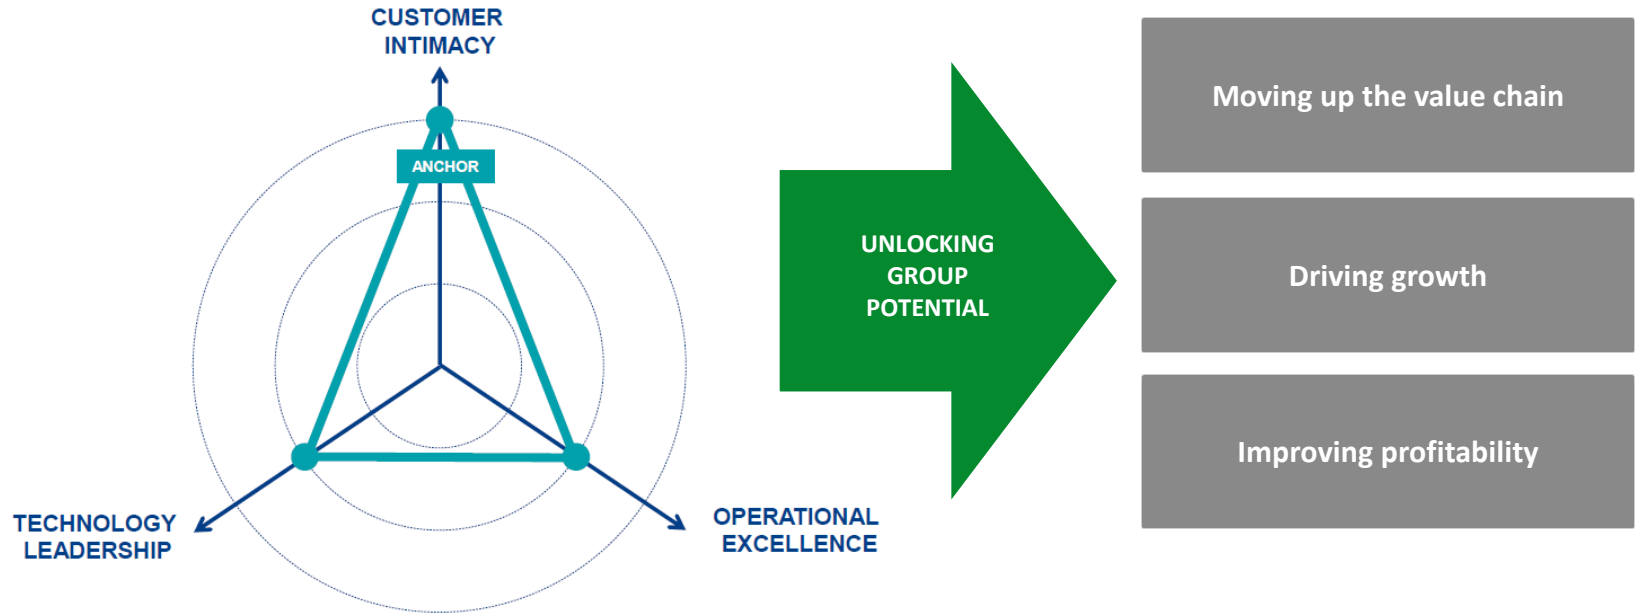 CUSTOMER
INTIMACY
ANCHOR
TECHNOLOGY
LEADERSHIP
OPERATIONAL
EXCELLENCE
UNLOCKING
GROUP
POTENTIAL
Moving up the value chain
Driving growth
Improving profitability